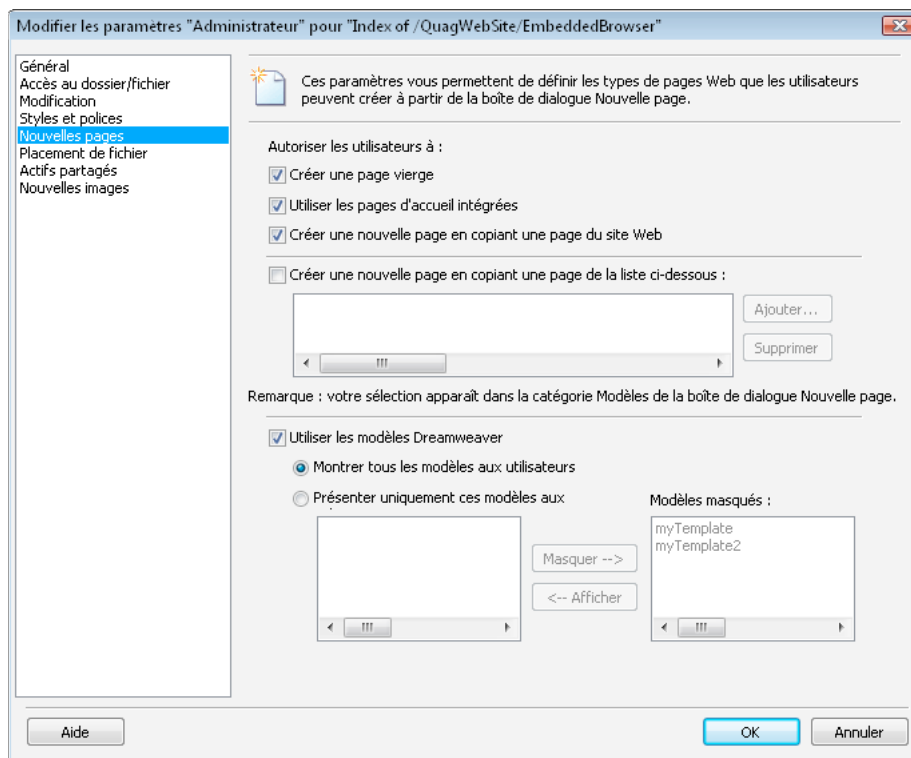 Modifier les paramètres "Administrateur" pour "Index of /QuagWebSite/EmbeddedBrowser"
Général
Accès au dossier/fichier
Modification
Styles et polices
Nouvelles pages
Placement de fichier
Actifs partagés
Nouvelles images
Ces paramètres vous permettent de définir les types de pages Web que les utilisateurs
peuvent créer à partir de la boîte de dialogue Nouvelle page.
Autoriser les utilisateurs à :
Créer une page vierge
Utiliser les pages d'accueil intégrées
Créer une nouvelle page en copiant une page du site Web
Créer une nouvelle page en copiant une page de la liste ci-dessous :
Ajouter...
Supprimer
Remarque : votre sélection apparaît dans la catégorie Modèles de la boîte de dialogue Nouvelle page.
Utiliser les modèles Dreamweaver
Montrer tous les modèles aux utilisateurs
Présenter uniquement ces modèles aux
Modèles masqués :
myTemplate
myTemplate2
Masquer -->
<-- Afficher
Aide
OK
Annuler